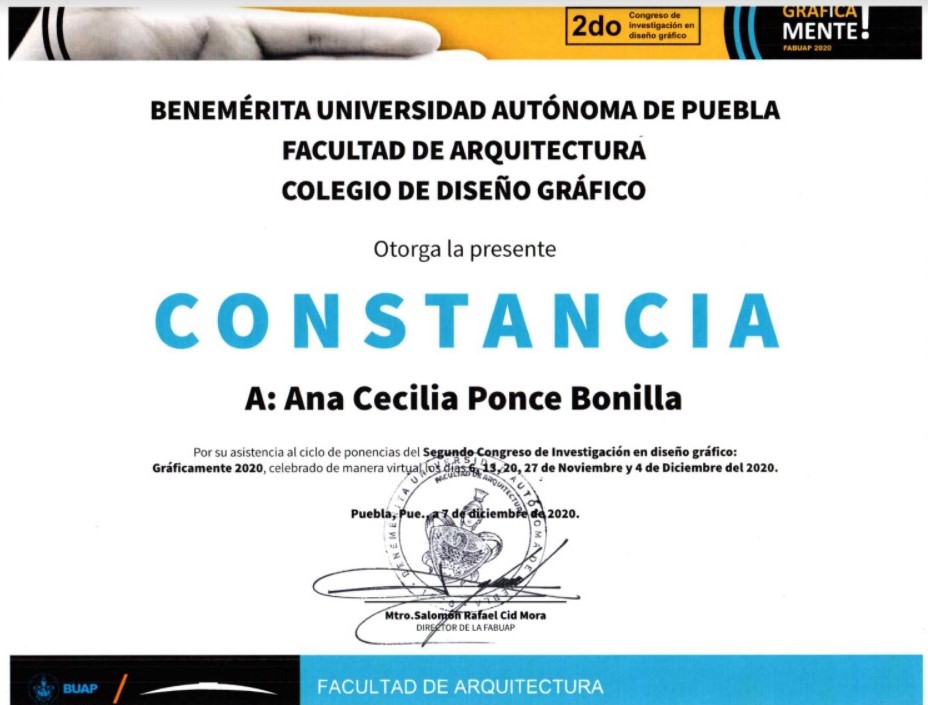 2do
Congreso de
investigación en
diseño gráfico
GRÁFICA
MENTE!
FABUAP 2020
BENEMÉRITA UNIVERSIDAD AUTÓNOMA DE PUEBLA
FACULTAD DE ARQUITECTURA
COLEGIO DE DISEÑO GRÁFICO
Otorga la presente
CONSTANCIA
A: Ana Cecilia Ponce Bonilla
Por su asistencia al ciclo de ponencias del Segundo Congreso de Investigación en diseño gráfico:
Gráficamente 2020, celebrado de manera virtual los días 6, 13, 20, 27 de Noviembre y 4 de Diciembre del 2020.
FACULTAD DE ARQUITECTURA
Puebla, Pue., a 7 de diciembre de 2020.
Mtro.Salomón Rafael Cid Mora
DIRECTOR DE LA FABUAP
BUAP
FACULTAD DE ARQUITECTURA